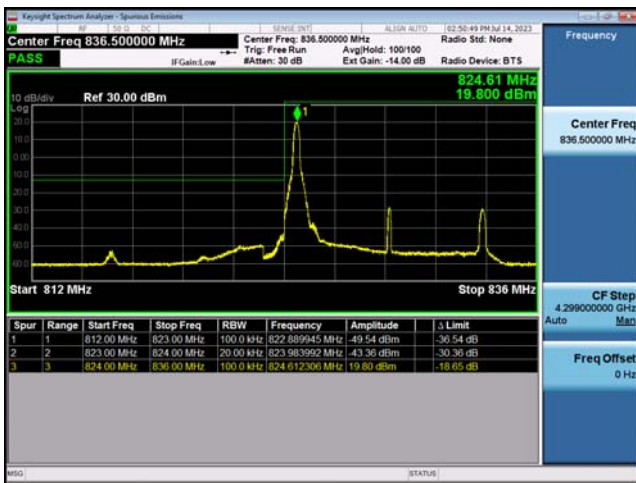 Keysight Spectrum Analyzer - Spurious Emissions
RF 50 Ω DC SENSE:INT ALIGN AUTO 02:50:49 PM Jul 14, 2023
Center Freq 836.500000 MHz
Center Freq: 836.500000 MHz
Radio Std: None
Trig: Free Run Avg|Hold: 100/100
PASS IFGain:Low #Atten: 30 dB Ext Gain: -14.00 dB Radio Device: BTS
824.61 MHz
10 dB/div Ref 30.00 dBm 19.800 dBm
Log
1
20.0
10.0
0.00
10.0
20.0
30.0
40.0
50.0
60.0
Start 812 MHz Stop 836 MHz
Spur Range Start Freq Stop Freq RBW Frequency Amplitude Δ Limit
1 1 812.00 MHz 823.00 MHz 100.0 kHz 822.889945 MHz -49.54 dBm -36.54 dB
2 2 823.00 MHz 824.00 MHz 20.00 kHz 823.983992 MHz -43.36 dBm -30.36 dB
3 3 824.00 MHz 836.00 MHz 100.0 kHz 824.612306 MHz 19.80 dBm -18.65 dB
MSG STATUS
Frequency
Center Freq
836.500000 MHz
CF Step
4.299000000 GHz
Auto Man
Freq Offset
0 Hz